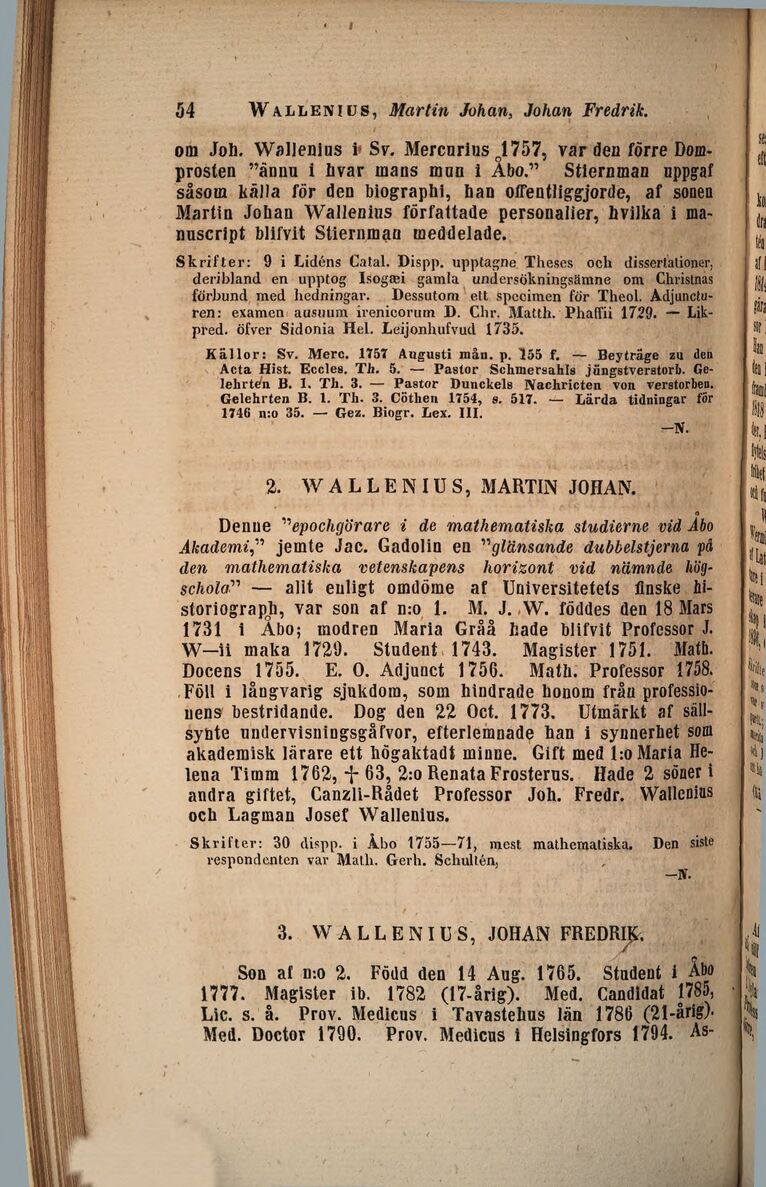 54 WALLENIUS, Martin Johan, Johan Fredrik.
om Joh. Wallenius i Sv. Mercurius 1757, var den förre Dom-
prosten "ännu i hvar mans mun i Åbo." Stiernman uppgaf
såsom källa för den biographi, han offentliggjorde, af sonen
Martin Johan Wallenius författade personalier, hvilka i ma-
nuscript blifvit Stiernman meddelade.
Skrifter: 9 i Lidéns Catal. Dispp. upptagne Theses och dissertationer,
deribland en upptog Isogæi gamla undersökningsämne om Christnas
förbund med hedningar. Dessutom ett specimen för Theol. Adjunctu-
ren: examen ausuum irenicorum D. Chr. Matth. Phaffii 1729. — Lik-
pred. öfver Sidonia Hel. Leijonhufvud 1735.
Källor: Sv. Merc. 1757 Augusti mån. p. 155 f. — Beyträge zu den
Acta Hist. Eccles. Th. 5. — Pastor Schmersahls jüngstverstorb. Ge-
lehrten B. I. Th. 3. — Pastor Dunckels Nachricten von verstorben.
Gelehrten B. 1. Th. 3. Cöthen 1754, s. 517. — Lärda tidningar för
1746 n:o 35. — Gez. Biogr. Lex. III.
—N.
2. WALLENIUS, MARTIN JOHAN.
Denne "epochgörare i de mathematiska studierne vid Åbo
Akademi," jemte Jac. Gadolin en "glänsande dubbelstjerna på
den mathematiska vetenskapens horizont vid nämnde hög-
schola" — allt enligt omdöme af Universitetets finske hi-
storiograph, var son af n:o 1. M. J. W. föddes den 18 Mars
1731 i Åbo; modren Maria Gråå hade blifvit Professor J.
W—ii maka 1729. Student 1743. Magister 1751. Math.
Docens 1755. E. O. Adjunct 1756. Math. Professor 1758.
Föll i långvarig sjukdom, som hindrade honom från professio-
nens bestridande. Dog den 22 Oct. 1773. Utmärkt af säll-
synte undervisningsgåfvor, efterlemnade han i synnerhet som
akademisk lärare ett högaktadt minne. Gift med 1:o Maria He-
lena Timm 1762, † 63, 2:o Renata Frosterus. Hade 2 söner i
andra giftet, Canzli-Rådet Professor Joh. Fredr. Wallenius
och Lagman Josef Wallenius.
Skrifter: 30 dispp. i Åbo 1755—71, mest mathematiska. Den siste
respondenten var Math. Gerh. Schultén,
—N.
3. WALLENIUS, JOHAN FREDRIK.
Son af n:o 2. Född den 14 Aug. 1765. Student i Åbo
1777. Magister ib. 1782 (17-årig). Med. Candidat 1785,
Lic. s. å. Prov. Medicus i Tavastehus län 1786 (21-årig).
Med. Doctor 1790. Prov. Medicus i Helsingfors 1794. As-